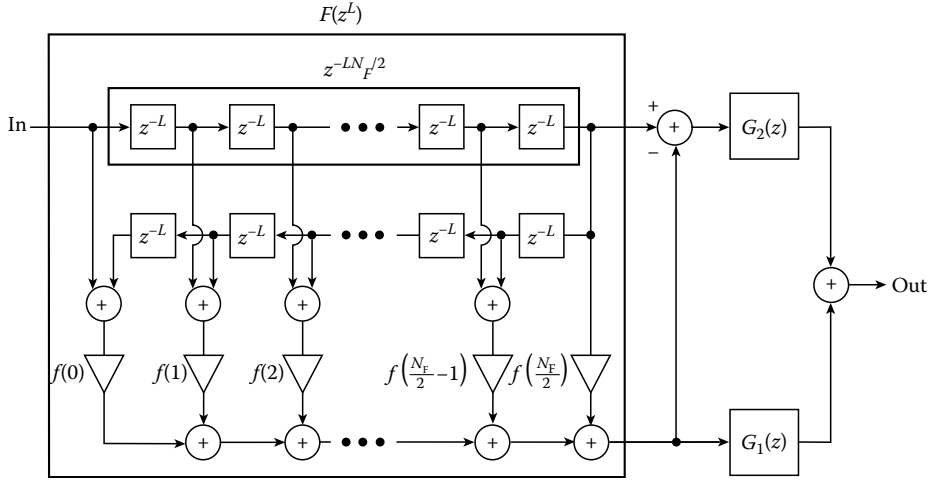 F(z^L)
z^{-LN_F/2}
In
z^{-L} z^{-L} z^{-L} z^{-L}
+
+
−
G_2(z)
z^{-L} z^{-L} z^{-L} z^{-L}
+ + + +
+
Out
f(0) f(1) f(2) f(N_F/2 −1) f(N_F/2)
+ + + +
G_1(z)